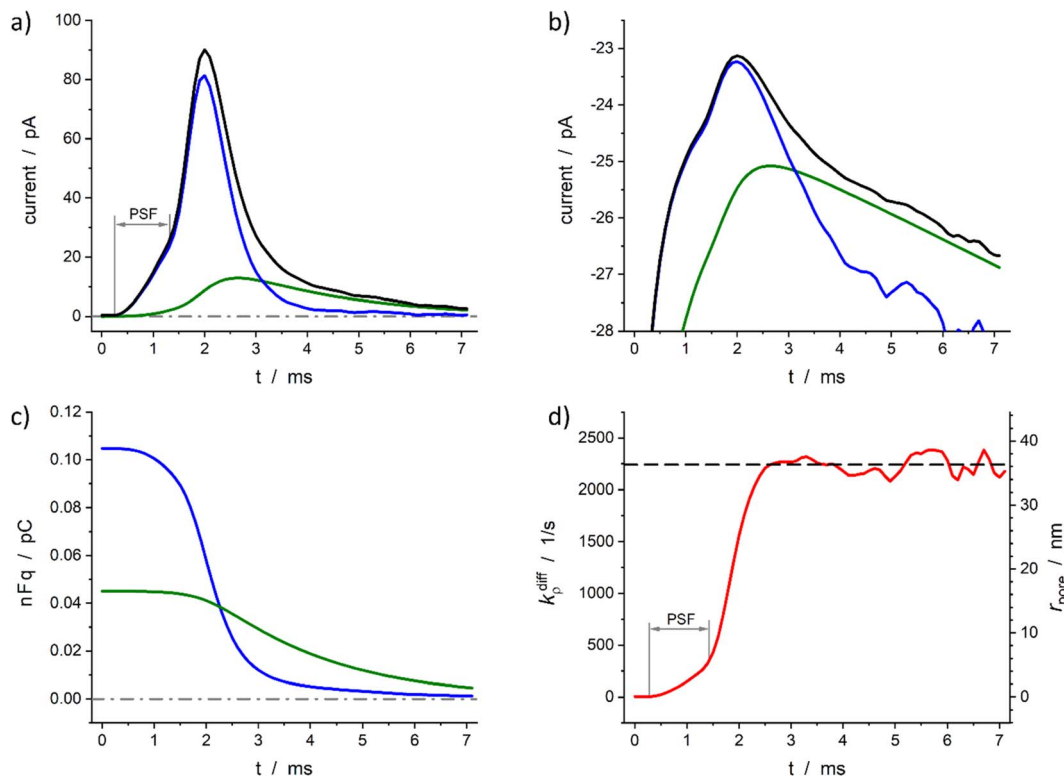 a)
100
80
60
40
20
0
current / pA
PSF
0 1 2 3 4 5 6 7
t / ms
b)
-23
-24
-25
-26
-27
-28
current / pA
0 1 2 3 4 5 6 7
t / ms
c)
0.12
0.10
0.08
0.06
0.04
0.02
0.00
nFq / pC
0 1 2 3 4 5 6 7
t / ms
d)
2500
2000
1500
1000
500
0
k_p^diff / 1/s
PSF
40
30
20
10
0
r_pore / nm
0 1 2 3 4 5 6 7
t / ms